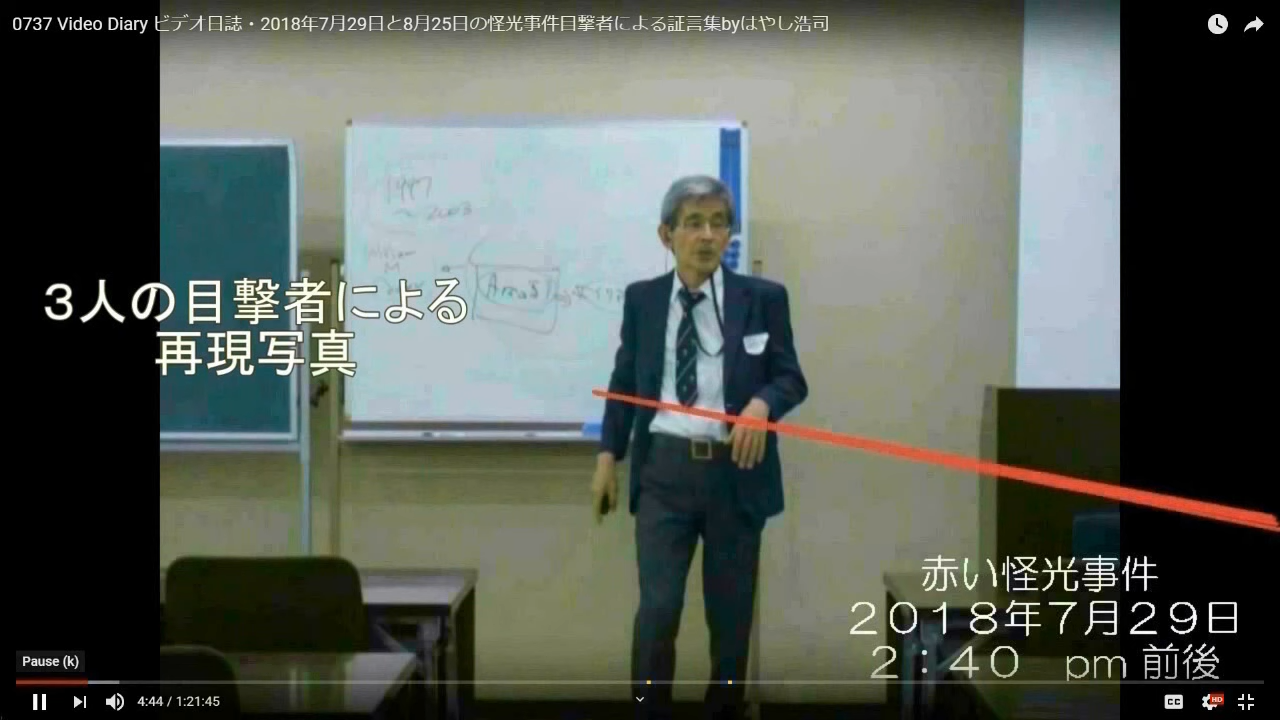 0737 Video Diary ビデオ日誌・2018年7月29日と8月25日の怪光事件目撃者による証言集byはやし浩司
1997
～ 2003
３人の目撃者による
再現写真
赤い怪光事件
２０１８年７月２９日
２：４０　pm 前後
Pause (k)
4:44 / 1:21:45
CC
HD